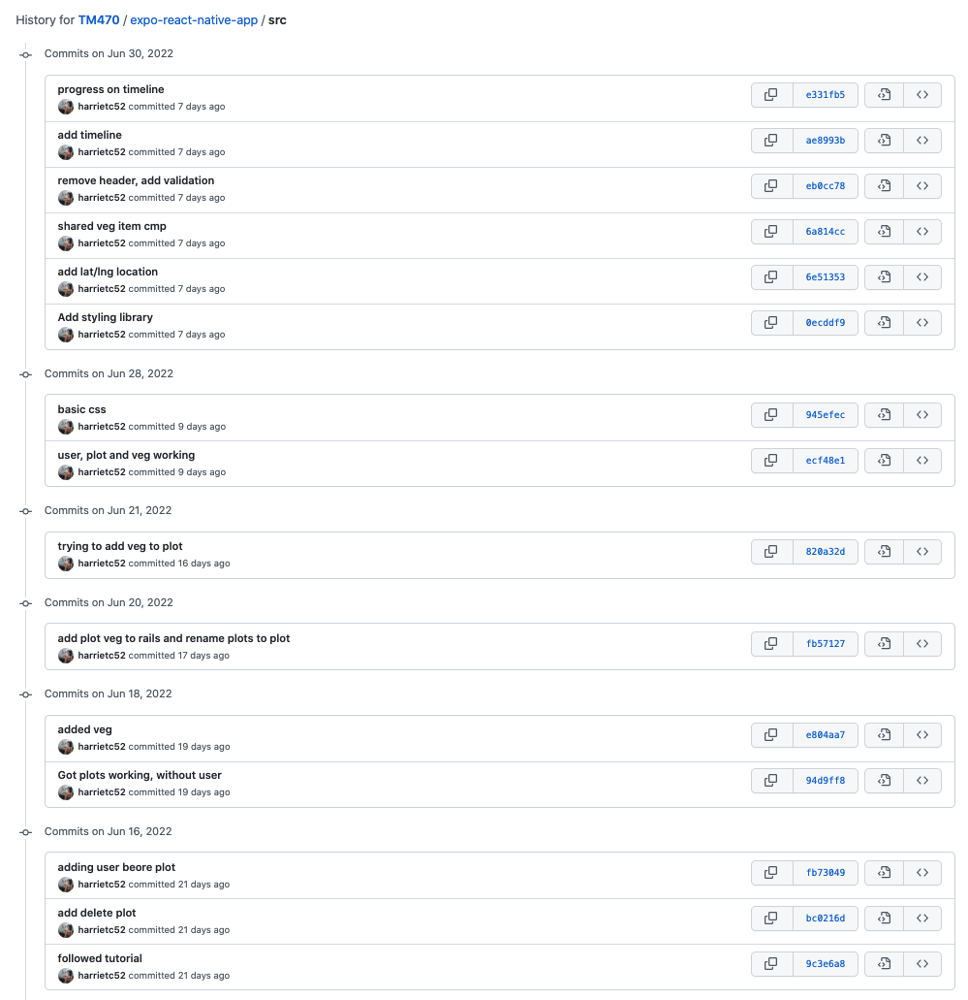 History for TM470 / expo-react-native-app / src
Commits on Jun 30, 2022
progress on timeline
harrietc52 committed 7 days ago
e331fb5
add timeline
harrietc52 committed 7 days ago
ae8993b
remove header, add validation
harrietc52 committed 7 days ago
eb0cc78
shared veg item cmp
harrietc52 committed 7 days ago
6a814cc
add lat/lng location
harrietc52 committed 7 days ago
6e51353
Add styling library
harrietc52 committed 7 days ago
0ecddf9
Commits on Jun 28, 2022
basic css
harrietc52 committed 9 days ago
945efec
user, plot and veg working
harrietc52 committed 9 days ago
ecf48e1
Commits on Jun 21, 2022
trying to add veg to plot
harrietc52 committed 16 days ago
820a32d
Commits on Jun 20, 2022
add plot veg to rails and rename plots to plot
harrietc52 committed 17 days ago
fb57127
Commits on Jun 18, 2022
added veg
harrietc52 committed 19 days ago
e804aa7
Got plots working, without user
harrietc52 committed 19 days ago
94d9ff8
Commits on Jun 16, 2022
adding user beore plot
harrietc52 committed 21 days ago
fb73049
add delete plot
harrietc52 committed 21 days ago
bc0216d
followed tutorial
harrietc52 committed 21 days ago
9c3e6a8